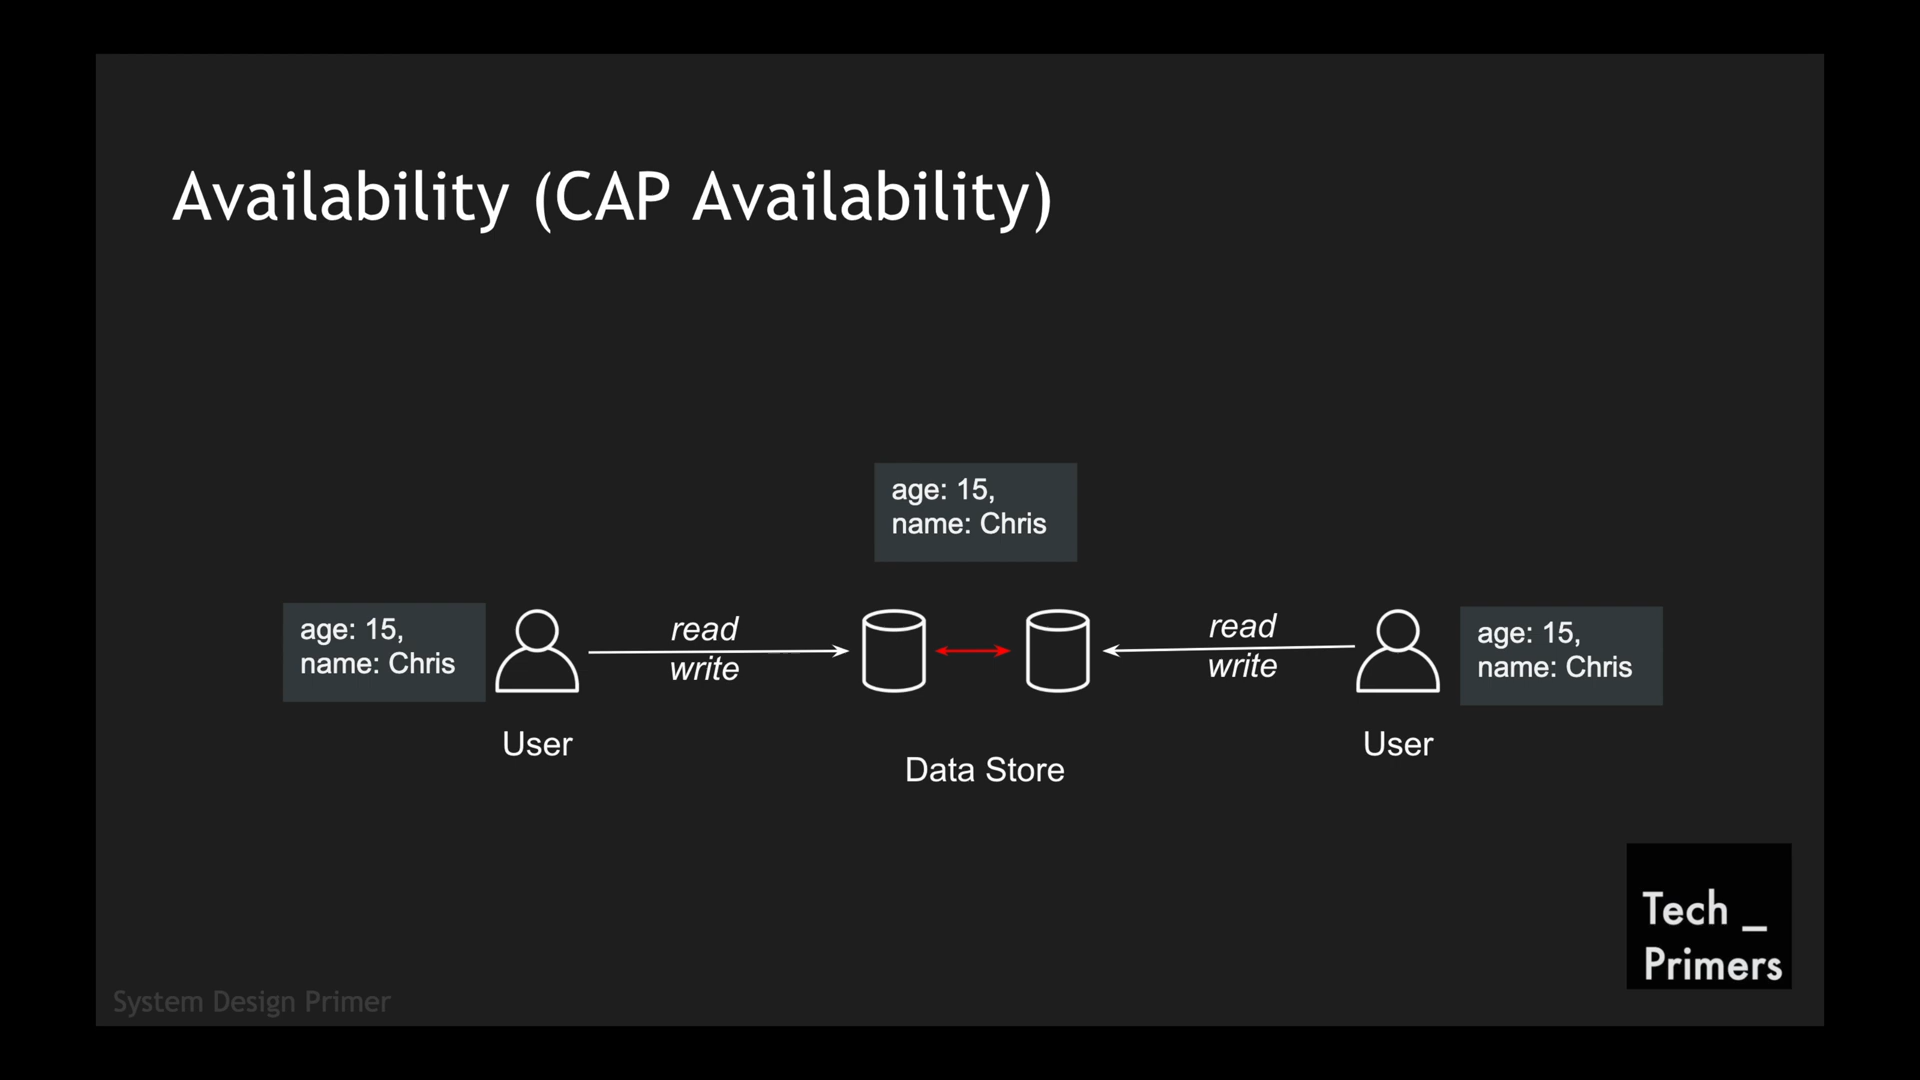 Availability (CAP Availability)
age: 15,
name: Chris
age: 15,
name: Chris
read
write
read
write
age: 15,
name: Chris
User
Data Store
User
Tech _
Primers
System Design Primer